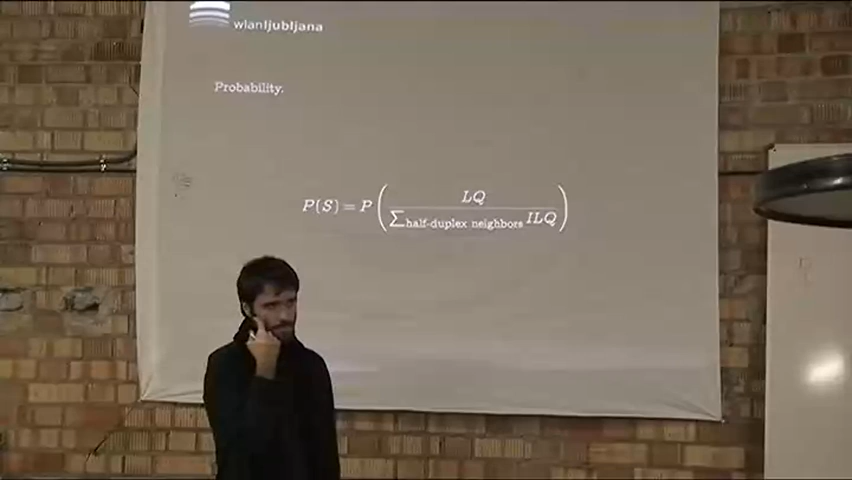 wlanljubljana
Probability.
P(S) = P ( LQ / ∑half-duplex neighbors ILQ )